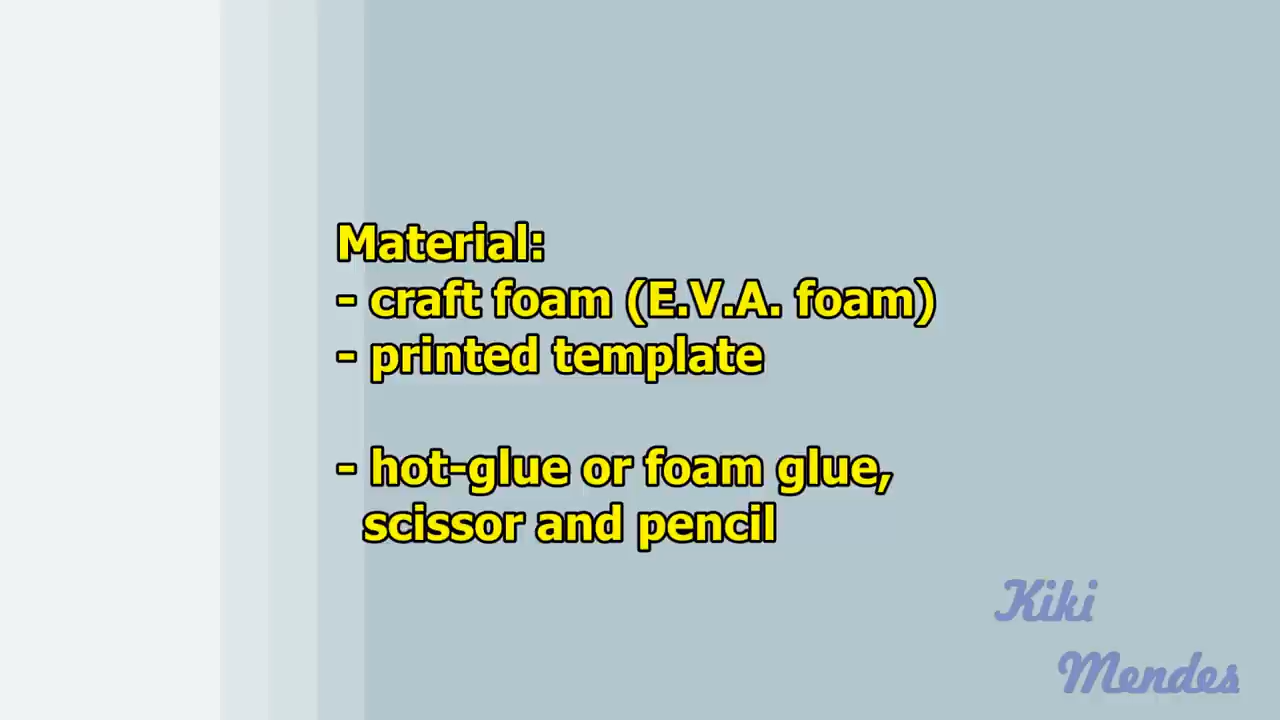 Material:
- craft foam (E.V.A. foam)
- printed template
- hot-glue or foam glue,
scissor and pencil
Kiki
Mendes